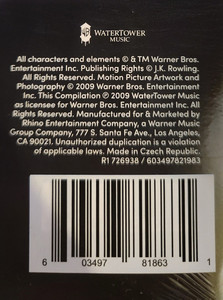 WATERTOWER
MUSIC
All characters and elements © & TM Warner Bros.
Entertainment Inc. Publishing Rights © J.K. Rowling.
All Rights Reserved. Motion Picture Artwork and
Photography © 2009 Warner Bros. Entertainment
Inc. This Compilation ℗ 2009 WaterTower Music
as licensee for Warner Bros. Entertainment Inc. All
Rights Reserved. Manufactured for & Marketed by
Rhino Entertainment Company, a Warner Music
Group Company, 777 S. Santa Fe Ave., Los Angeles,
CA 90021. Unauthorized duplication is a violation
of applicable laws. Made in Czech Republic.
R1 726938 / 603497821983
6 03497 81863 1